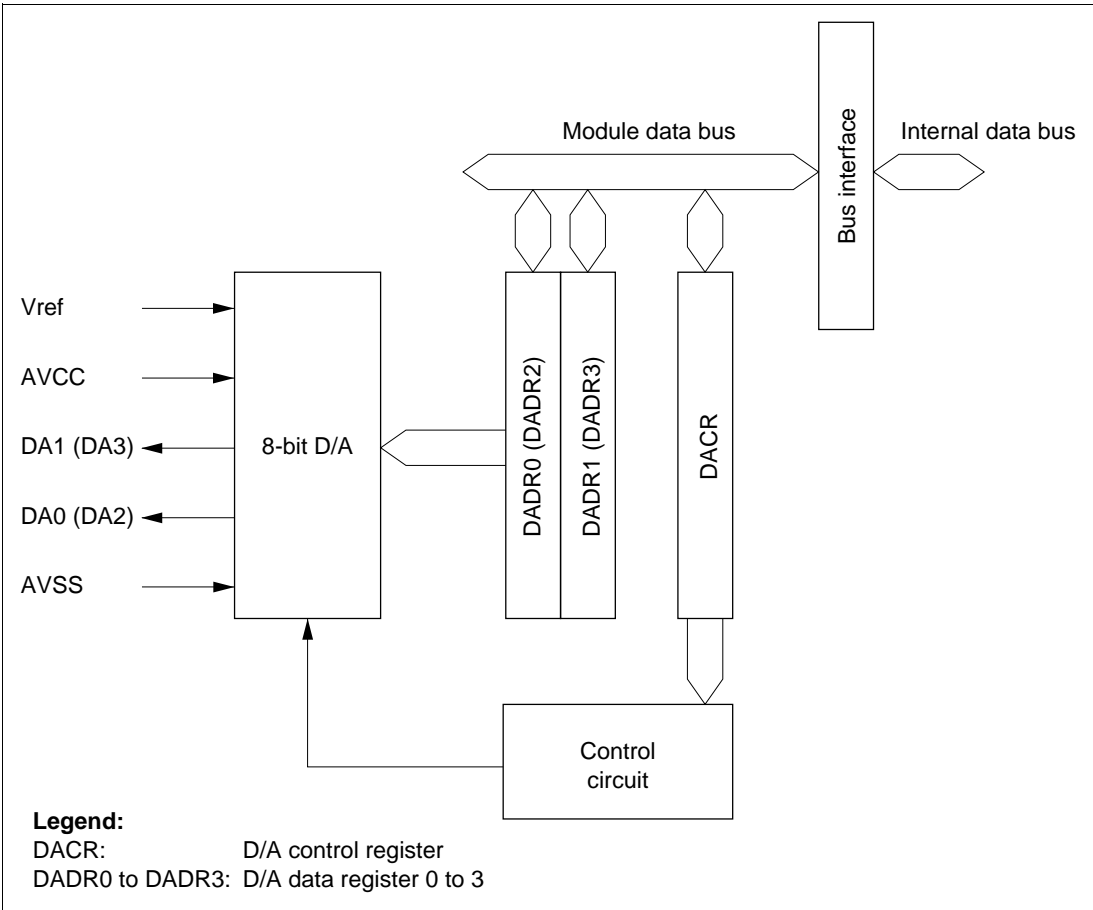 Module data bus
Internal data bus
Bus interface
Vref
AVCC
DA1 (DA3)
DA0 (DA2)
AVSS
8-bit D/A
DADR0 (DADR2)
DADR1 (DADR3)
DACR
Control
circuit
Legend:
DACR: D/A control register
DADR0 to DADR3: D/A data register 0 to 3